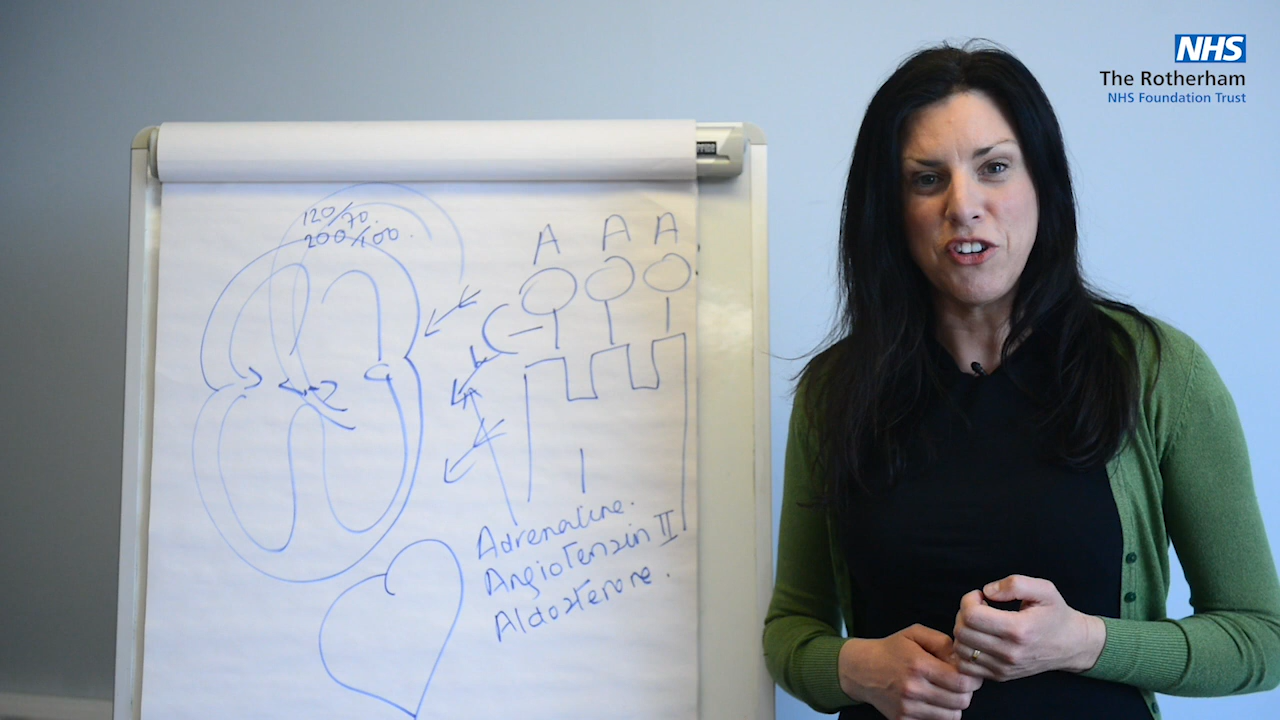 NHS
The Rotherham
NHS Foundation Trust
120/70.
200/100.
A A A
Adrenaline.
Angiotensin II
Aldosterone.